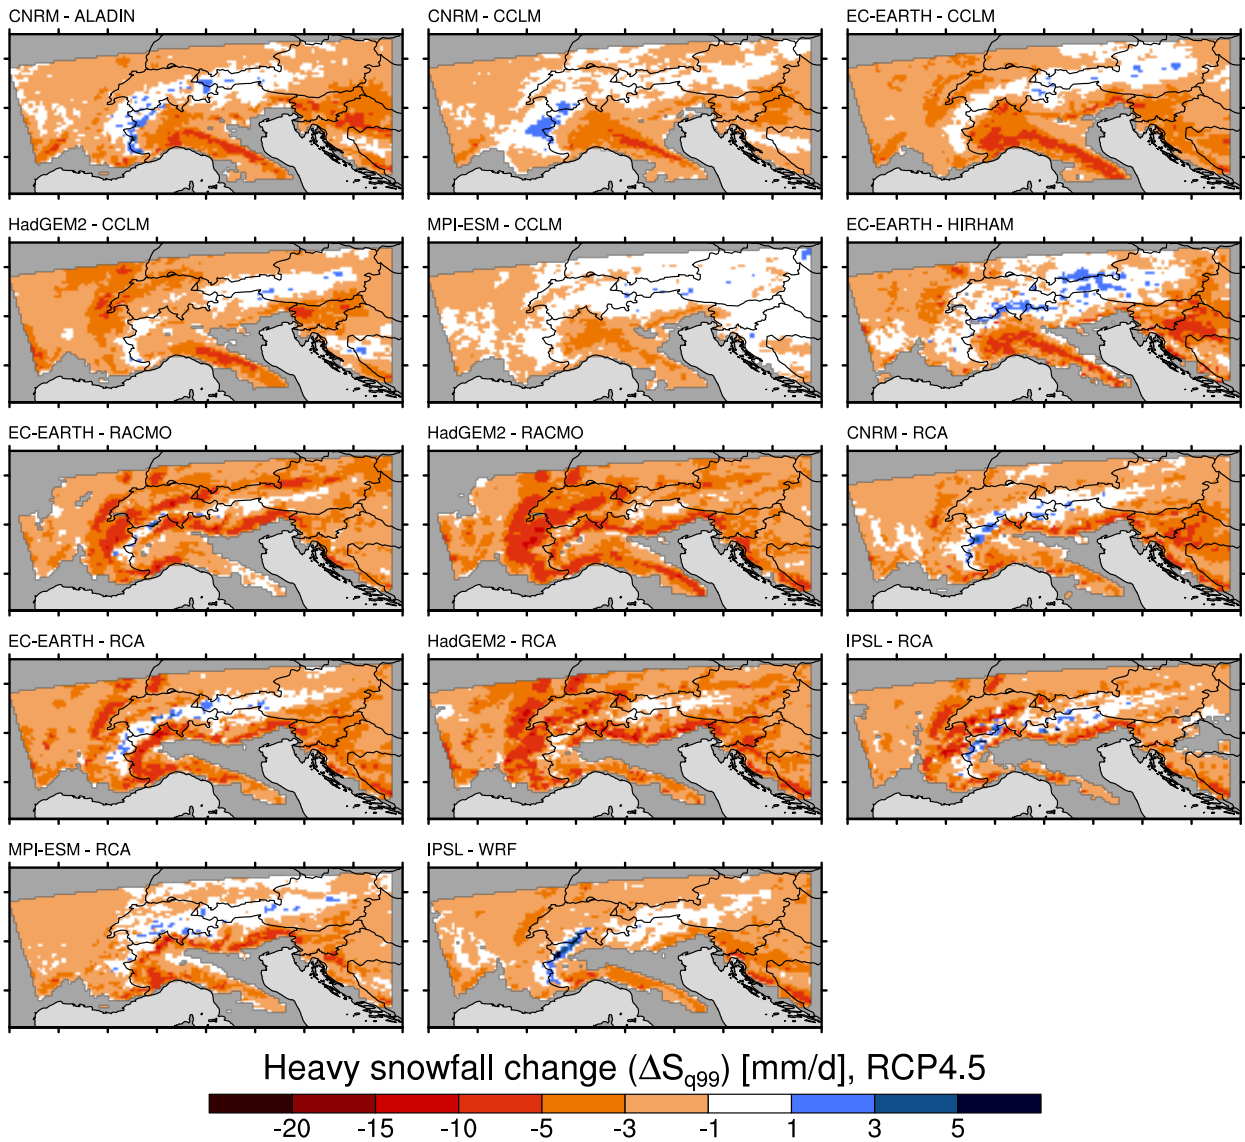 CNRM - ALADIN
CNRM - CCLM
EC-EARTH - CCLM
HadGEM2 - CCLM
MPI-ESM - CCLM
EC-EARTH - HIRHAM
EC-EARTH - RACMO
HadGEM2 - RACMO
CNRM - RCA
EC-EARTH - RCA
HadGEM2 - RCA
IPSL - RCA
MPI-ESM - RCA
IPSL - WRF
Heavy snowfall change (ΔS_q99) [mm/d], RCP4.5
-20 -15 -10 -5 -3 -1 1 3 5